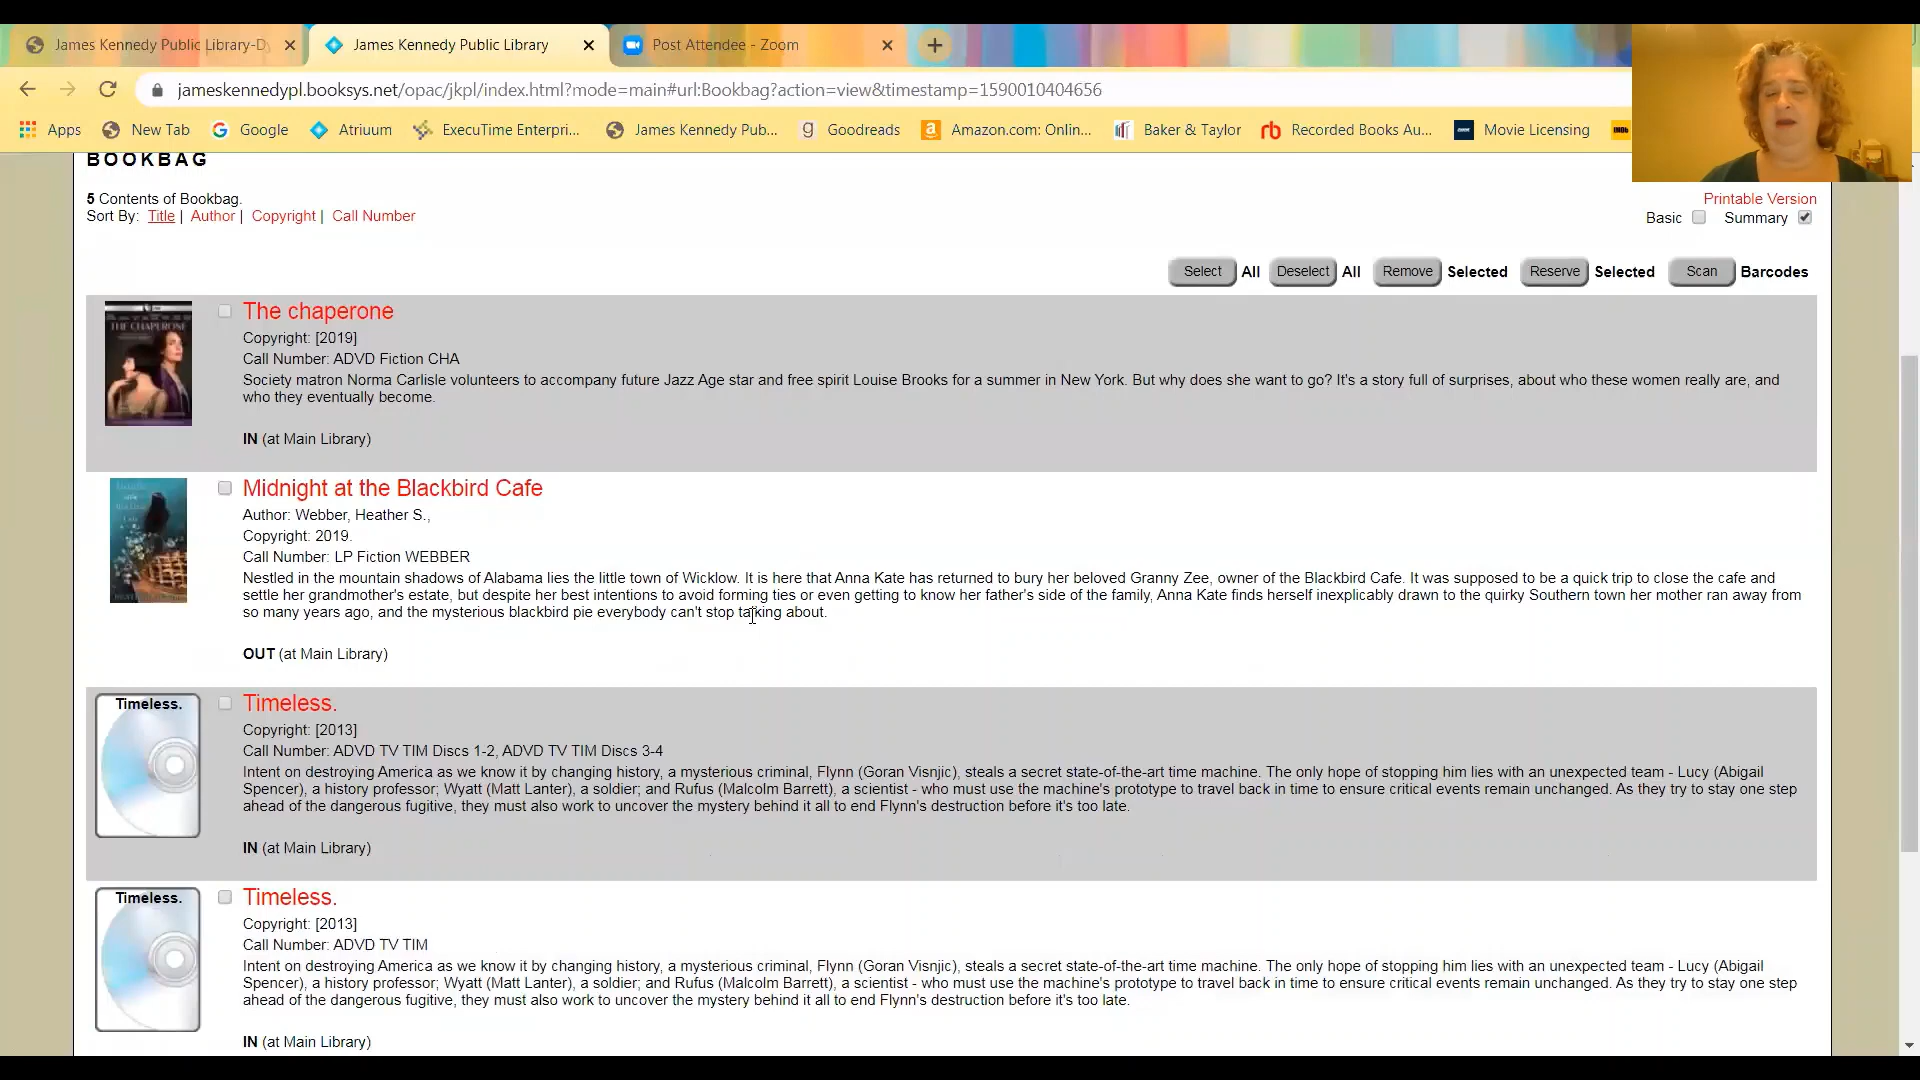 James Kennedy Public Library-D
James Kennedy Public Library
Post Attendee - Zoom
jameskennedypl.booksys.net/opac/jkpl/index.html?mode=main#url:Bookbag?action=view&timestamp=1590010404656
Apps
New Tab
Google
Atriuum
ExecuTime Enterpri...
James Kennedy Pub...
Goodreads
Amazon.com: Onlin...
Baker & Taylor
Recorded Books Au...
Movie Licensing
IMDb
BOOKBAG
5 Contents of Bookbag.
Printable Version
Sort By: Title | Author | Copyright | Call Number
Basic Summary
Select All Deselect All Remove Selected Reserve Selected Scan Barcodes
THE CHAPERONE
The chaperone
Copyright: [2019]
Call Number: ADVD Fiction CHA
Society matron Norma Carlisle volunteers to accompany future Jazz Age star and free spirit Louise Brooks for a summer in New York. But why does she want to go? It's a story full of surprises, about who these women really are, and
who they eventually become.
IN (at Main Library)
Midnight at the Blackbird Cafe
Author: Webber, Heather S.,
Copyright: 2019.
Call Number: LP Fiction WEBBER
Nestled in the mountain shadows of Alabama lies the little town of Wicklow. It is here that Anna Kate has returned to bury her beloved Granny Zee, owner of the Blackbird Cafe. It was supposed to be a quick trip to close the cafe and
settle her grandmother's estate, but despite her best intentions to avoid forming ties or even getting to know her father's side of the family, Anna Kate finds herself inexplicably drawn to the quirky Southern town her mother ran away from
so many years ago, and the mysterious blackbird pie everybody can't stop talking about.
OUT (at Main Library)
Timeless.
Timeless.
Copyright: [2013]
Call Number: ADVD TV TIM Discs 1-2, ADVD TV TIM Discs 3-4
Intent on destroying America as we know it by changing history, a mysterious criminal, Flynn (Goran Visnjic), steals a secret state-of-the-art time machine. The only hope of stopping him lies with an unexpected team - Lucy (Abigail
Spencer), a history professor; Wyatt (Matt Lanter), a soldier; and Rufus (Malcolm Barrett), a scientist - who must use the machine's prototype to travel back in time to ensure critical events remain unchanged. As they try to stay one step
ahead of the dangerous fugitive, they must also work to uncover the mystery behind it all to end Flynn's destruction before it's too late.
IN (at Main Library)
Timeless.
Timeless.
Copyright: [2013]
Call Number: ADVD TV TIM
Intent on destroying America as we know it by changing history, a mysterious criminal, Flynn (Goran Visnjic), steals a secret state-of-the-art time machine. The only hope of stopping him lies with an unexpected team - Lucy (Abigail
Spencer), a history professor; Wyatt (Matt Lanter), a soldier; and Rufus (Malcolm Barrett), a scientist - who must use the machine's prototype to travel back in time to ensure critical events remain unchanged. As they try to stay one step
ahead of the dangerous fugitive, they must also work to uncover the mystery behind it all to end Flynn's destruction before it's too late.
IN (at Main Library)